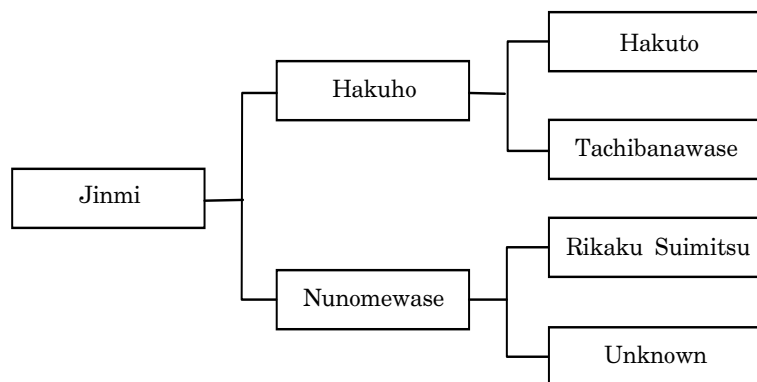 Hakuto
Hakuho
Tachibanawase
Jinmi
Rikaku Suimitsu
Nunomewase
Unknown